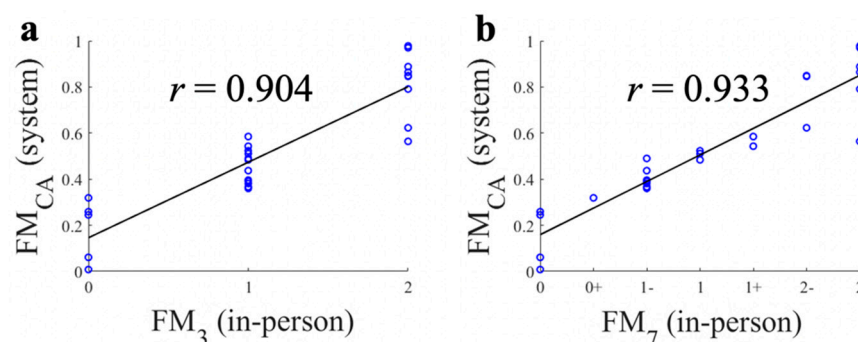 a
r = 0.904
FM_CA (system)
1
0.8
0.6
0.4
0.2
0
0 1 2
FM_3 (in-person)
b
r = 0.933
FM_CA (system)
1
0.8
0.6
0.4
0.2
0
0 0+ 1- 1 1+ 2- 2
FM_7 (in-person)